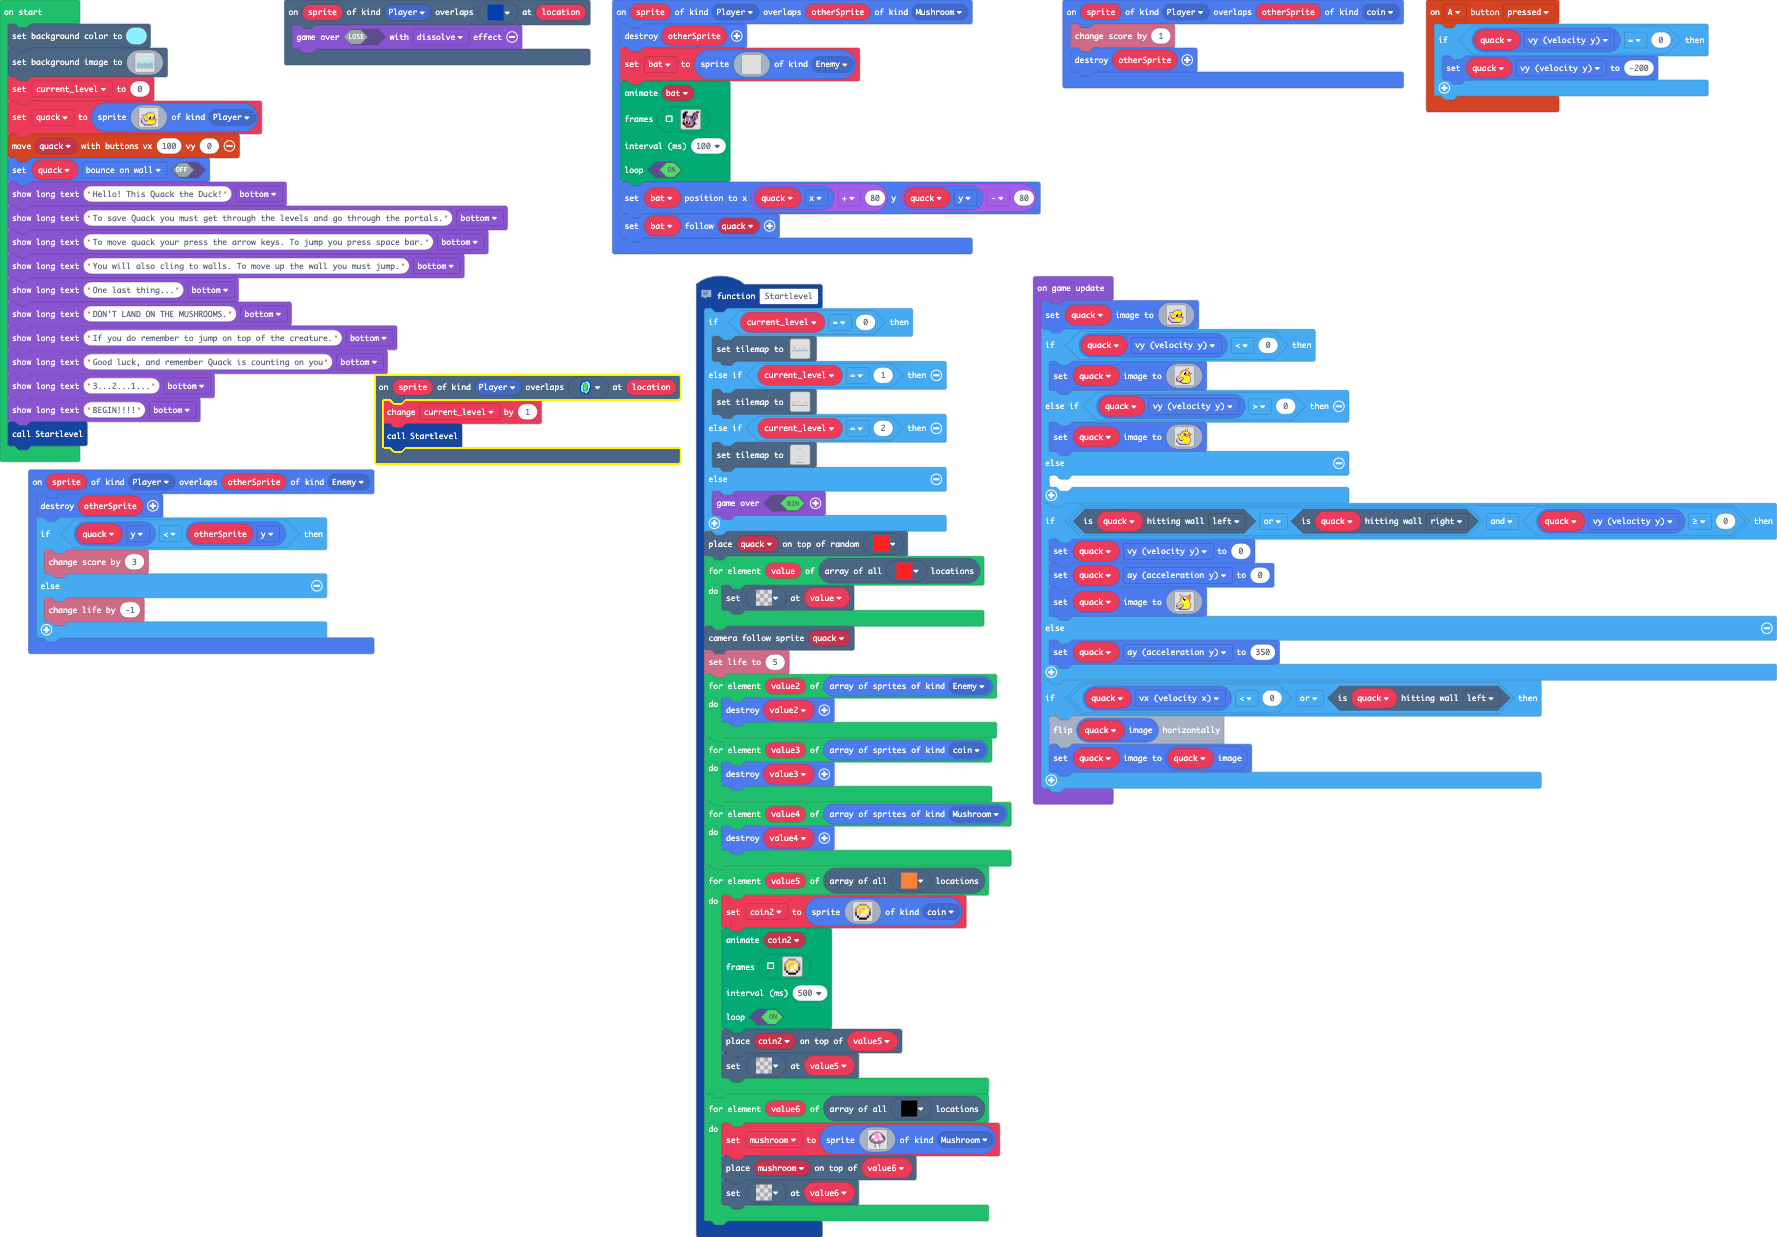 on start
set background color to
set background image to
set current_level to 0
set quack to sprite of kind Player
move quack with buttons vx 100 vy 0
set quack bounce on wall OFF
show long text "Hello! This Quack the Duck!" bottom
show long text "To save Quack you must get through the levels and go through the portals." bottom
show long text "To move quack your press the arrow keys. To jump you press space bar." bottom
show long text "You will also cling to walls. To move up the wall you must jump." bottom
show long text "One last thing..." bottom
show long text "DON'T LAND ON THE MUSHROOMS." bottom
show long text "If you do remember to jump on top of the creature." bottom
show long text "Good luck, and remember Quack is counting on you" bottom
show long text "3...2...1..." bottom
show long text "BEGIN!!!!" bottom
call Startlevel
on sprite of kind Player overlaps otherSprite of kind Enemy
destroy otherSprite
if quack y < otherSprite y then
change score by 3
else
change life by -1
on sprite of kind Player overlaps at location
game over LOSE with dissolve effect
on sprite of kind Player overlaps at location
change current_level by 1
call Startlevel
on sprite of kind Player overlaps otherSprite of kind Mushroom
destroy otherSprite
set bat to sprite of kind Enemy
animate bat
frames
interval (ms) 100
loop ON
set bat position to x quack x + 80 y quack y - 80
set bat follow quack
function Startlevel
if current_level = 0 then
set tilemap to
else if current_level = 1 then
set tilemap to
else if current_level = 2 then
set tilemap to
else
game over WIN
place quack on top of random
for element value of array of all locations
do set at value
camera follow sprite quack
set life to 5
for element value2 of array of sprites of kind Enemy
do destroy value2
for element value3 of array of sprites of kind coin
do destroy value3
for element value4 of array of sprites of kind Mushroom
do destroy value4
for element value5 of array of all locations
do set coin2 to sprite of kind coin
animate coin2
frames
interval (ms) 500
loop ON
place coin2 on top of value5
set at value5
for element value6 of array of all locations
do set mushroom to sprite of kind Mushroom
place mushroom on top of value6
set at value6
on sprite of kind Player overlaps otherSprite of kind coin
change score by 1
destroy otherSprite
on A button pressed
if quack vy (velocity y) = 0 then
set quack vy (velocity y) to -200
on game update
set quack image to
if quack vy (velocity y) < 0 then
set quack image to
else if quack vy (velocity y) > 0 then
set quack image to
else
if is quack hitting wall left or is quack hitting wall right and quack vy (velocity y) ≥ 0 then
set quack vy (velocity y) to 0
set quack ay (acceleration y) to 0
set quack image to
else
set quack ay (acceleration y) to 350
if quack vx (velocity x) < 0 or is quack hitting wall left then
flip quack image horizontally
set quack image to quack image